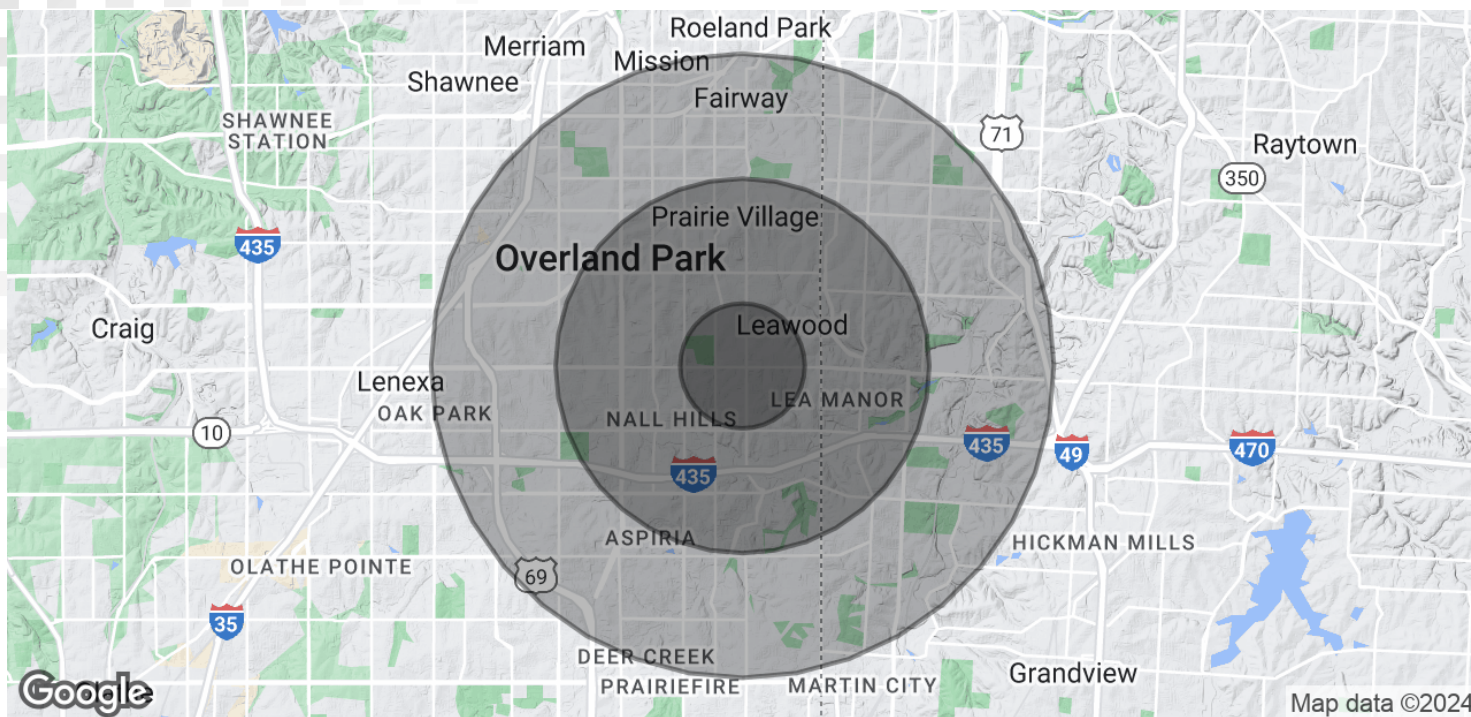 Roeland Park
Merriam
Mission
Shawnee
Fairway
SHAWNEE
STATION
71
Raytown
350
Prairie Village
435
Overland Park
Craig
Leawood
Lenexa
LEA MANOR
OAK PARK
NALL HILLS
10
435
49
470
435
ASPIRIA
HICKMAN MILLS
OLATHE POINTE
69
35
DEER CREEK
Grandview
PRAIRIEFIRE
MARTIN CITY
Google
Map data ©2024